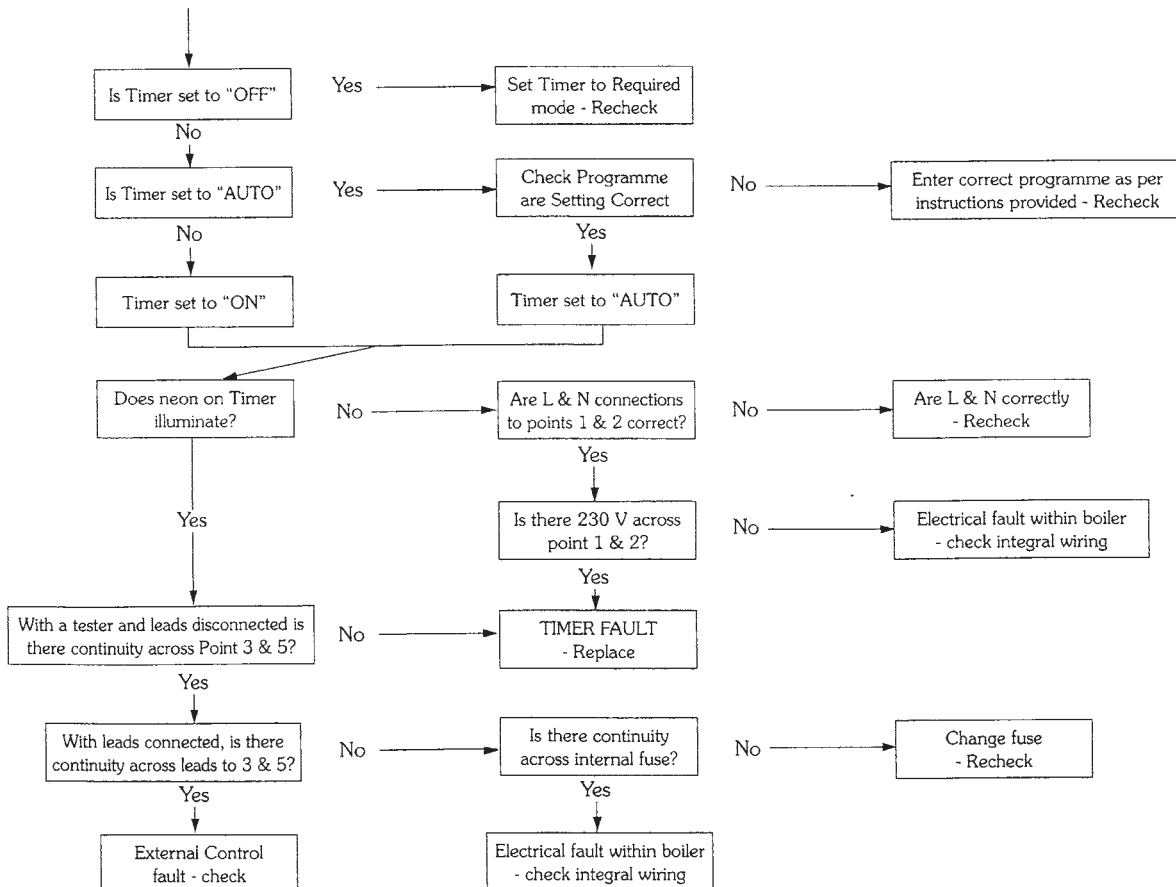 Is Timer set to “OFF”
Yes
Set Timer to Required
mode - Recheck
No
Is Timer set to “AUTO”
Yes
Check Programme
are Setting Correct
No
Enter correct programme as per
instructions provided - Recheck
No
Yes
Timer set to “ON”
Timer set to “AUTO”
Does neon on Timer
illuminate?
No
Are L & N connections
to points 1 & 2 correct?
No
Are L & N correctly
- Recheck
Yes
Yes
Is there 230 V across
point 1 & 2?
No
Electrical fault within boiler
- check integral wiring
Yes
With a tester and leads disconnected is
there continuity across Point 3 & 5?
No
TIMER FAULT
- Replace
Yes
With leads connected, is there
continuity across leads to 3 & 5?
No
Is there continuity
across internal fuse?
No
Change fuse
- Recheck
Yes
Yes
External Control
fault - check
Electrical fault within boiler
- check integral wiring